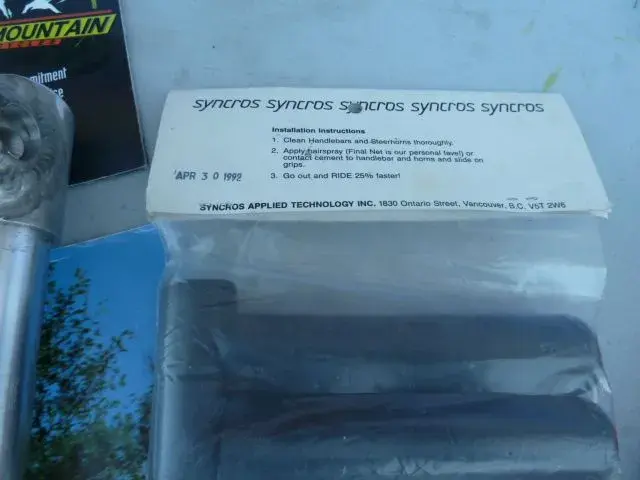 MOUNTAIN
syncros syncros syncros syncros syncros
Installation Instructions
1. Clean Handlebars and Steerhorns thoroughly.
2. Apply hairspray (Final Net is our personal fave!) or
contact cement to handlebar and horns and slide on
grips.
3. Go out and RIDE 25% faster!
APR 30 1992
SYNCROS APPLIED TECHNOLOGY INC. 1830 Ontario Street, Vancouver, B.C. V5T 2W6